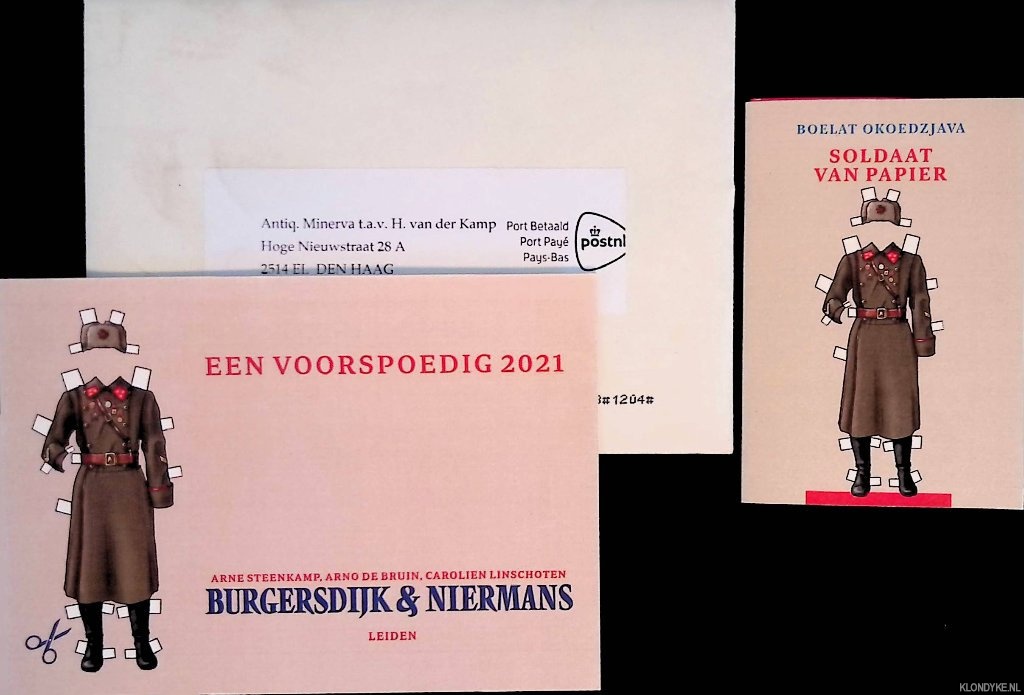 Antiq. Minerva t.a.v. H. van der Kamp
Hoge Nieuwstraat 28 A
2514 EL DEN HAAG
Port Betaald
Port Payé
Pays-Bas
postnl
#1204#
EEN VOORSPOEDIG 2021
ARNE STEENKAMP, ARNO DE BRUIN, CAROLIEN LINSCHOTEN
BURGERSDIJK & NIERMANS
LEIDEN
BOELAT OKOEDZJAVA
SOLDAAT
VAN PAPIER
KLONDYKE.NL